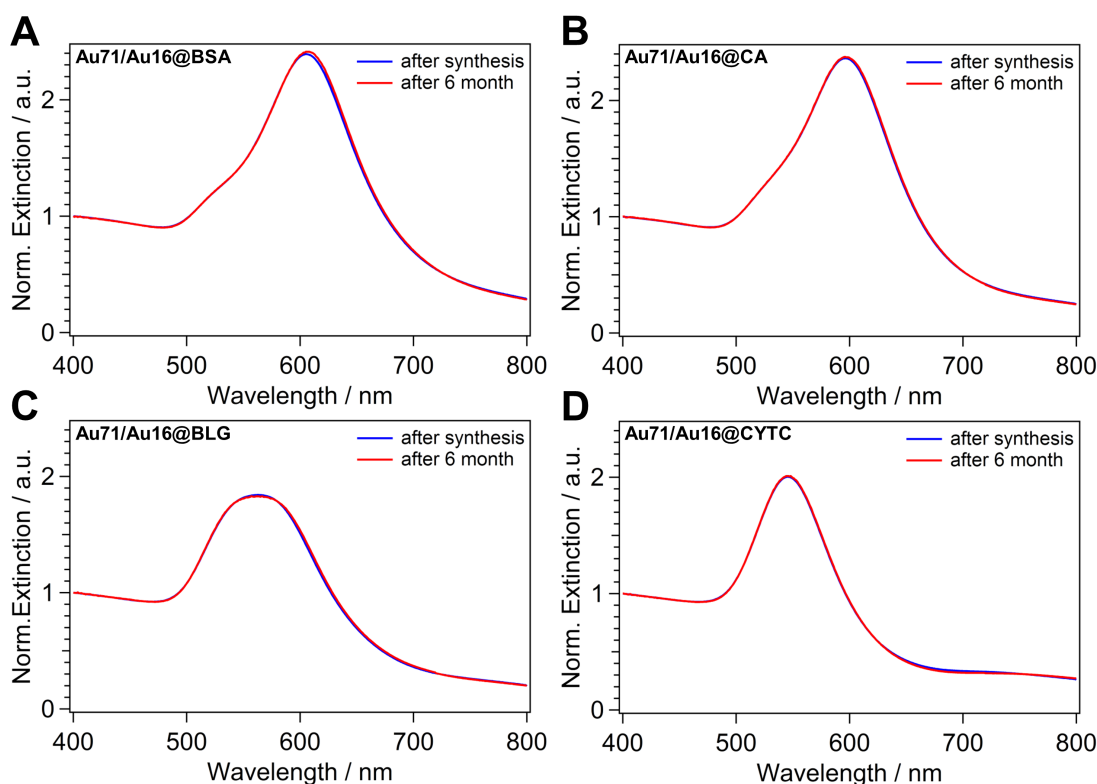 A
Au71/Au16@BSA
after synthesis
after 6 month
Norm. Extinction / a.u.
2
1
0
400 500 600 700 800
Wavelength / nm
B
Au71/Au16@CA
after synthesis
after 6 month
Norm. Extinction / a.u.
2
1
0
400 500 600 700 800
Wavelength / nm
C
Au71/Au16@BLG
after synthesis
after 6 month
Norm.Extinction / a.u.
2
1
0
400 500 600 700 800
Wavelength / nm
D
Au71/Au16@CYTC
after synthesis
after 6 month
Norm. Extinction / a.u.
2
1
0
400 500 600 700 800
Wavelength / nm